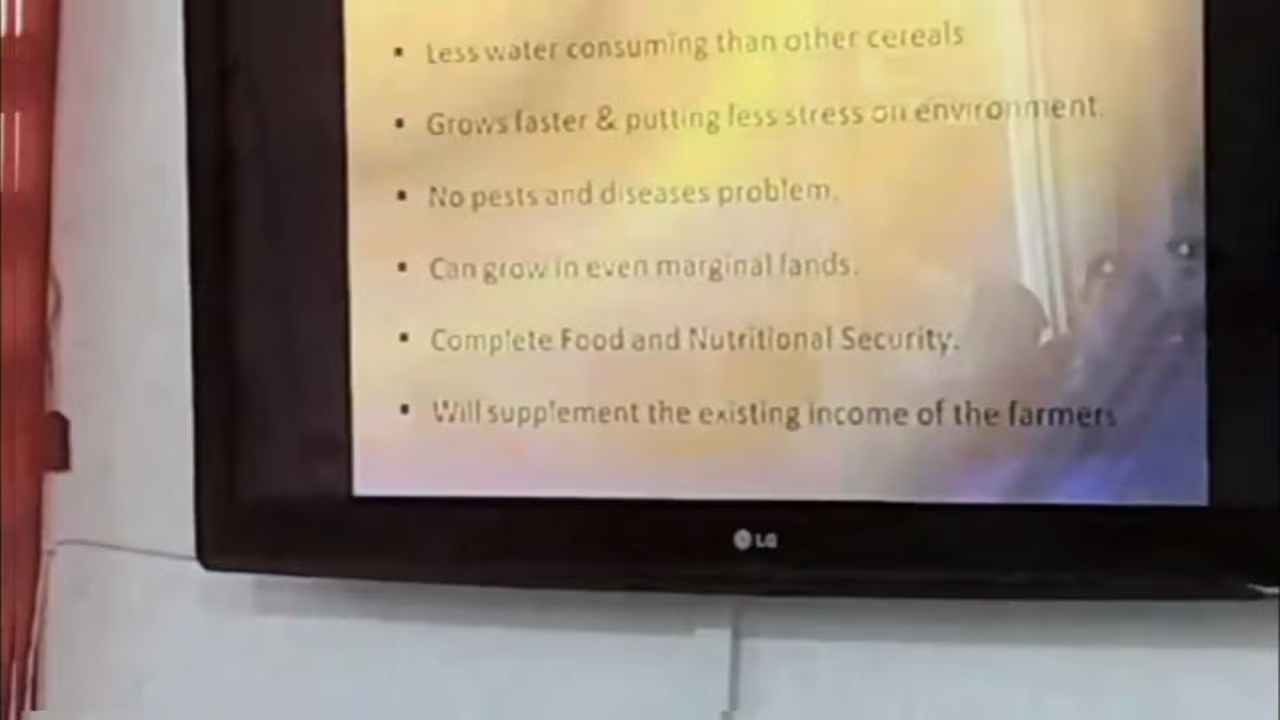 ▪ Less water consuming than other cereals
▪ Grows faster & putting less stress on environment.
▪ No pests and diseases problem.
▪ Can grow in even marginal lands.
▪ Complete Food and Nutritional Security.
▪ Will supplement the existing income of the farmers
LG